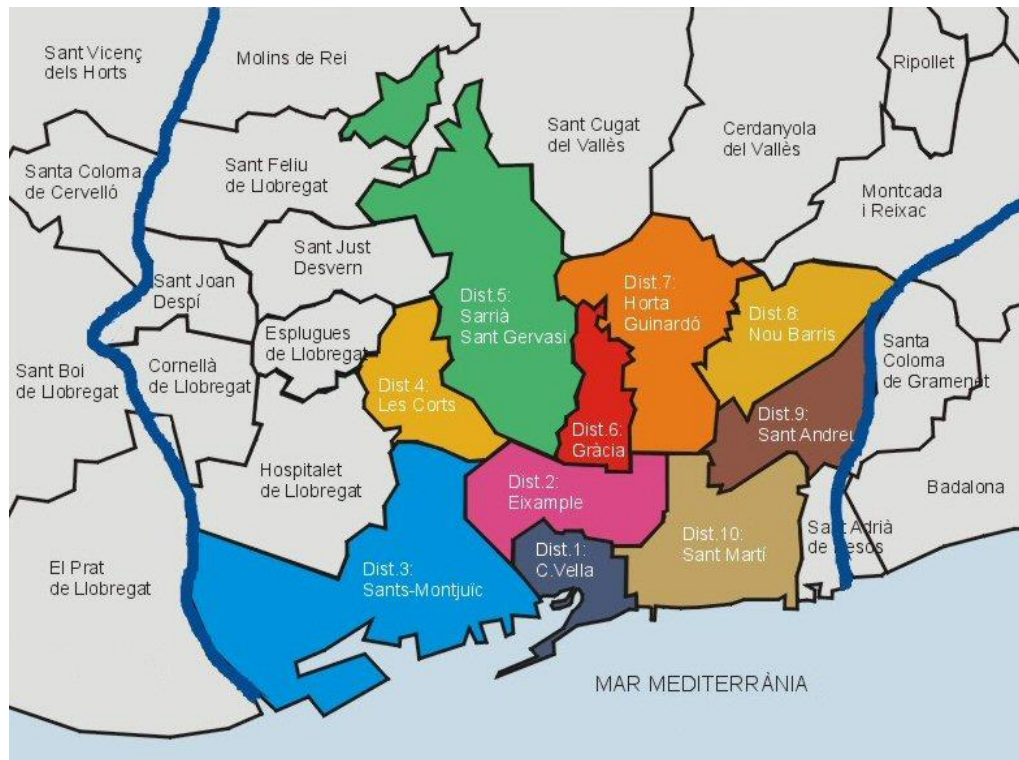 Sant Vicenç
dels Horts
Molins de Rei
Ripollet
Sant Cugat
del Vallès
Cerdanyola
del Vallès
Santa Coloma
de Cervelló
Sant Feliu
de Llobregat
Montcada
i Reixac
Sant Just
Desvern
Sant Joan
Despí
Dist.5:
Sarrià
Sant Gervasi
Dist.7:
Horta
Guinardó
Dist.8:
Nou Barris
Esplugues
de Llobregat
Santa
Coloma
de Gramenet
Sant Boi
de Llobregat
Cornellà
de Llobregat
Dist.4:
Les Corts
Dist.6:
Gràcia
Dist.9:
Sant Andreu
Hospitalet
de Llobregat
Dist.2:
Eixample
Badalona
Sant Adrià
de Besòs
Dist.10:
Sant Martí
Dist.1:
C.Vella
El Prat
de Llobregat
Dist.3:
Sants-Montjuïc
MAR MEDITERRÀNIA